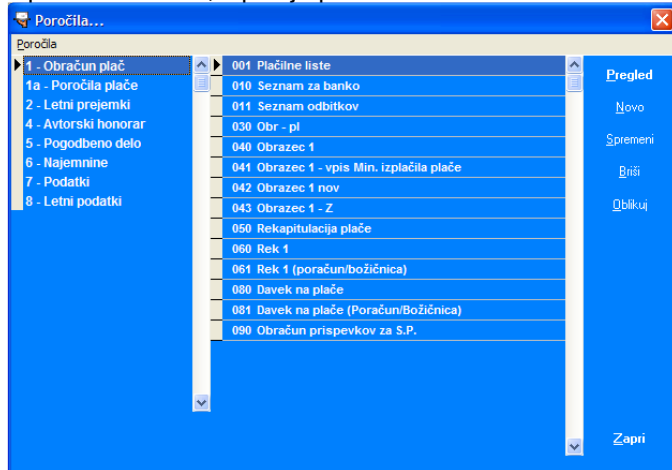 Poročila...
Poročila
1 - Obračun plač
1a - Poročila plače
2 - Letni prejemki
4 - Avtorski honorar
5 - Pogodbeno delo
6 - Najemnine
7 - Podatki
8 - Letni podatki
001 Plačilne liste
010 Seznam za banko
011 Seznam odbitkov
030 Obr - pl
040 Obrazec 1
041 Obrazec 1 - vpis Min. izplačila plače
042 Obrazec 1 nov
043 Obrazec 1 - Z
050 Rekapitulacija plače
060 Rek 1
061 Rek 1 (poračun/božičnica)
080 Davek na plače
081 Davek na plače (Poračun/Božičnica)
090 Obračun prispevkov za S.P.
Pregled
Novo
Spremeni
Briši
Oblikuj
Zapri